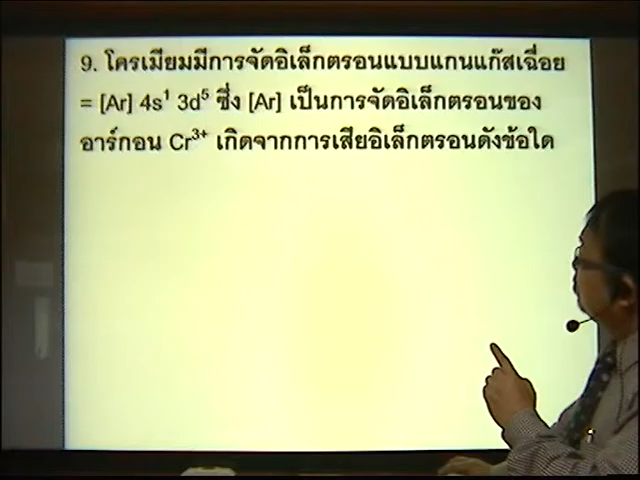 9. โครเมียมมีการจัดอิเล็กตรอนแบบแกนแก๊สเฉื่อย
= [Ar] 4s¹ 3d⁵ ซึ่ง [Ar] เป็นการจัดอิเล็กตรอนของ
อาร์กอน Cr³⁺ เกิดจากการเสียอิเล็กตรอนดังข้อใด